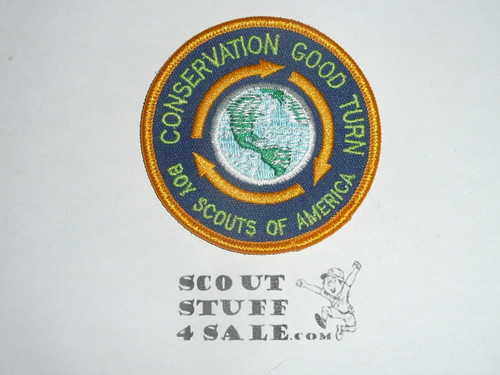 CONSERVATION GOOD TURN
BOY SCOUTS OF AMERICA
SCOUT
STUFF
4 SALE.COM